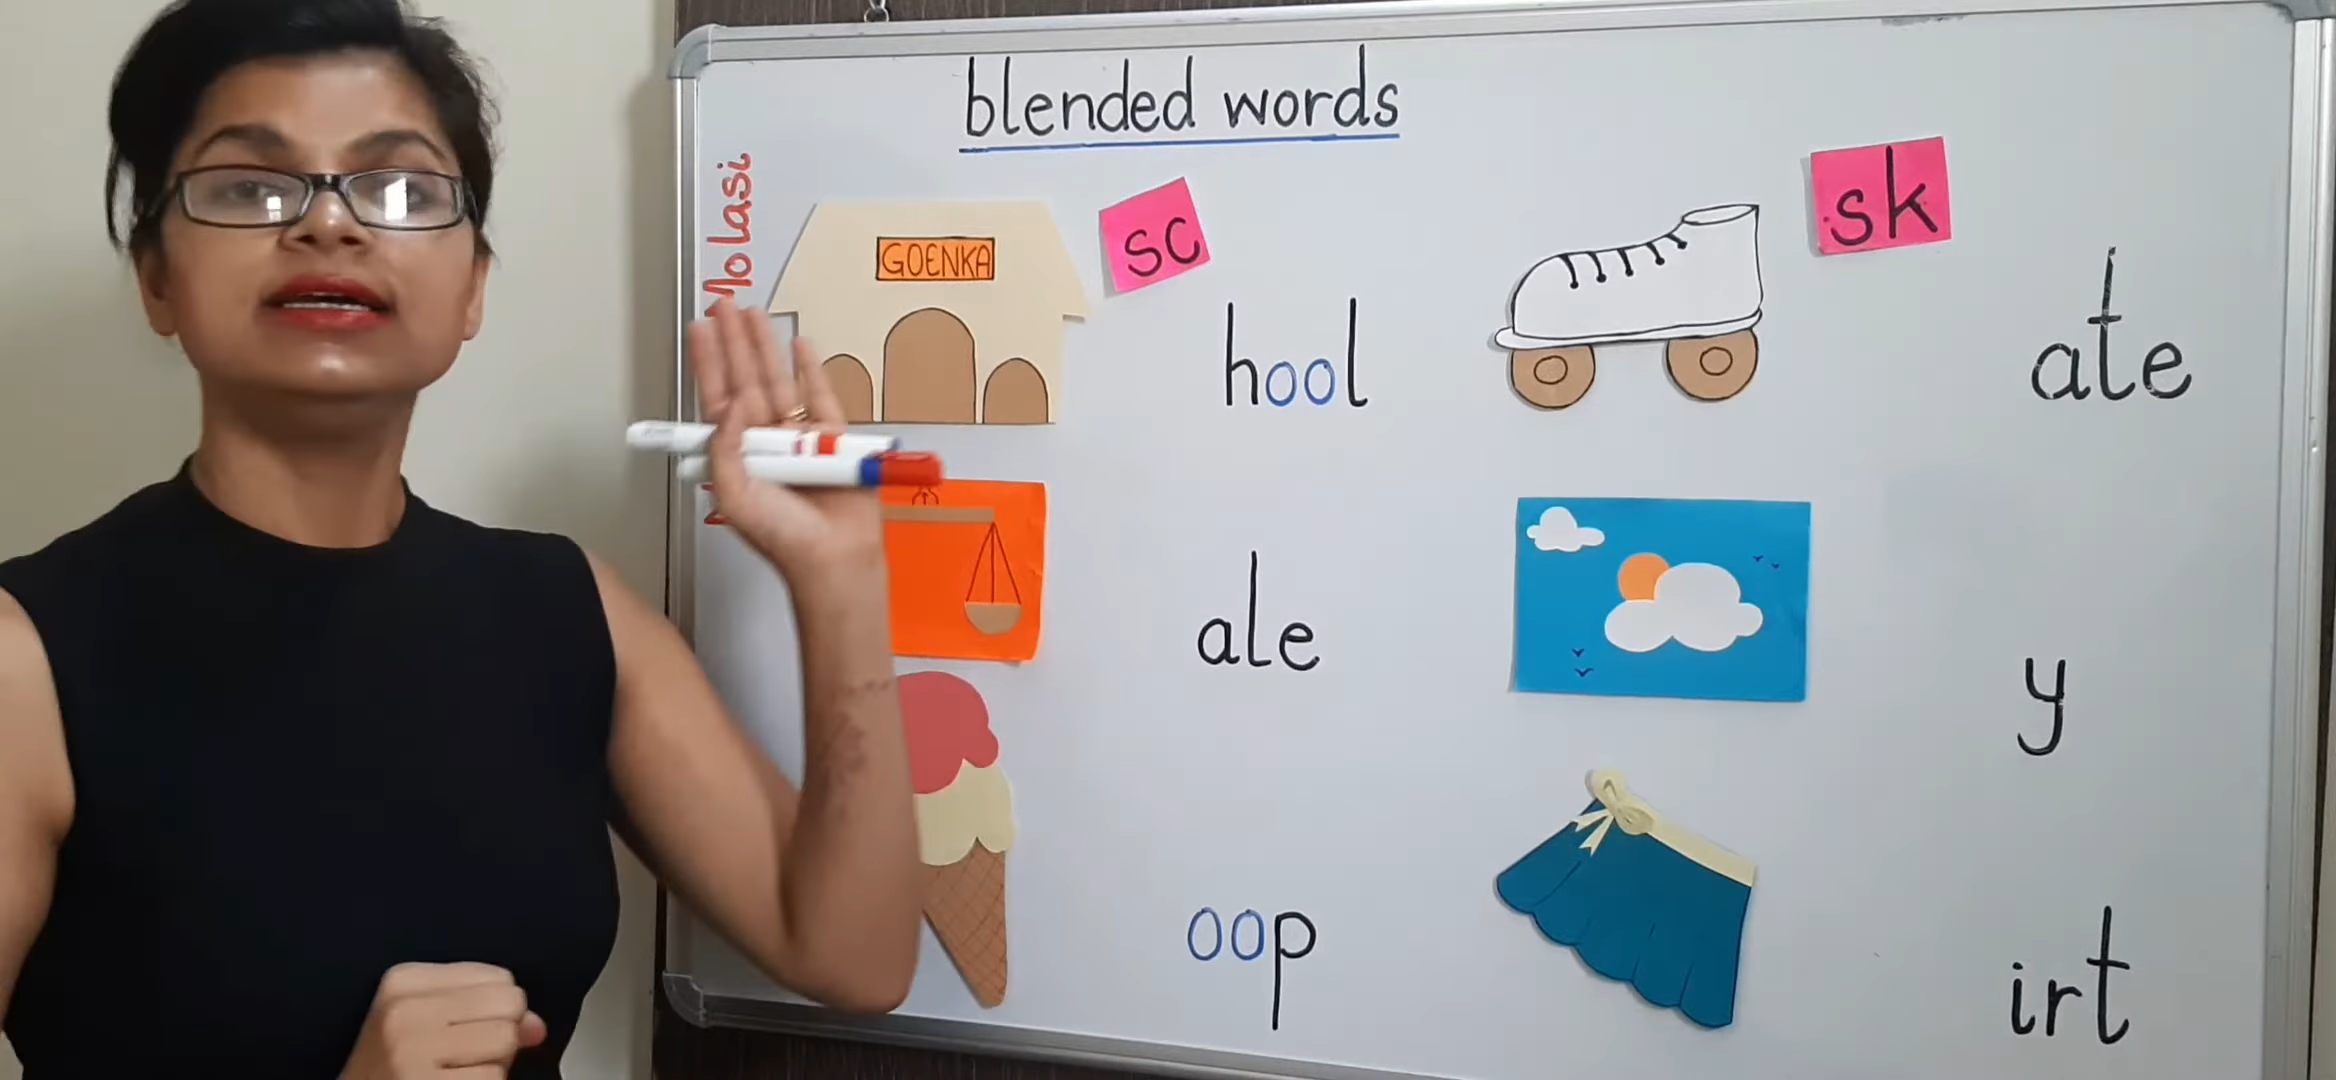 blended words
Molasi
GOENKA
sc
hool
ale
oop
sk
ate
y
irt